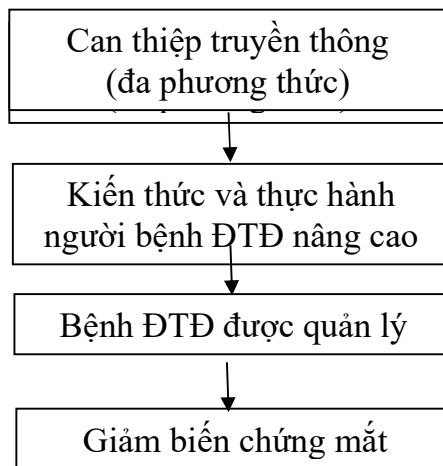 Can thiệp truyền thông
(đa phương thức)
Kiến thức và thực hành
người bệnh ĐTĐ nâng cao
Bệnh ĐTĐ được quản lý
Giảm biến chứng mắt